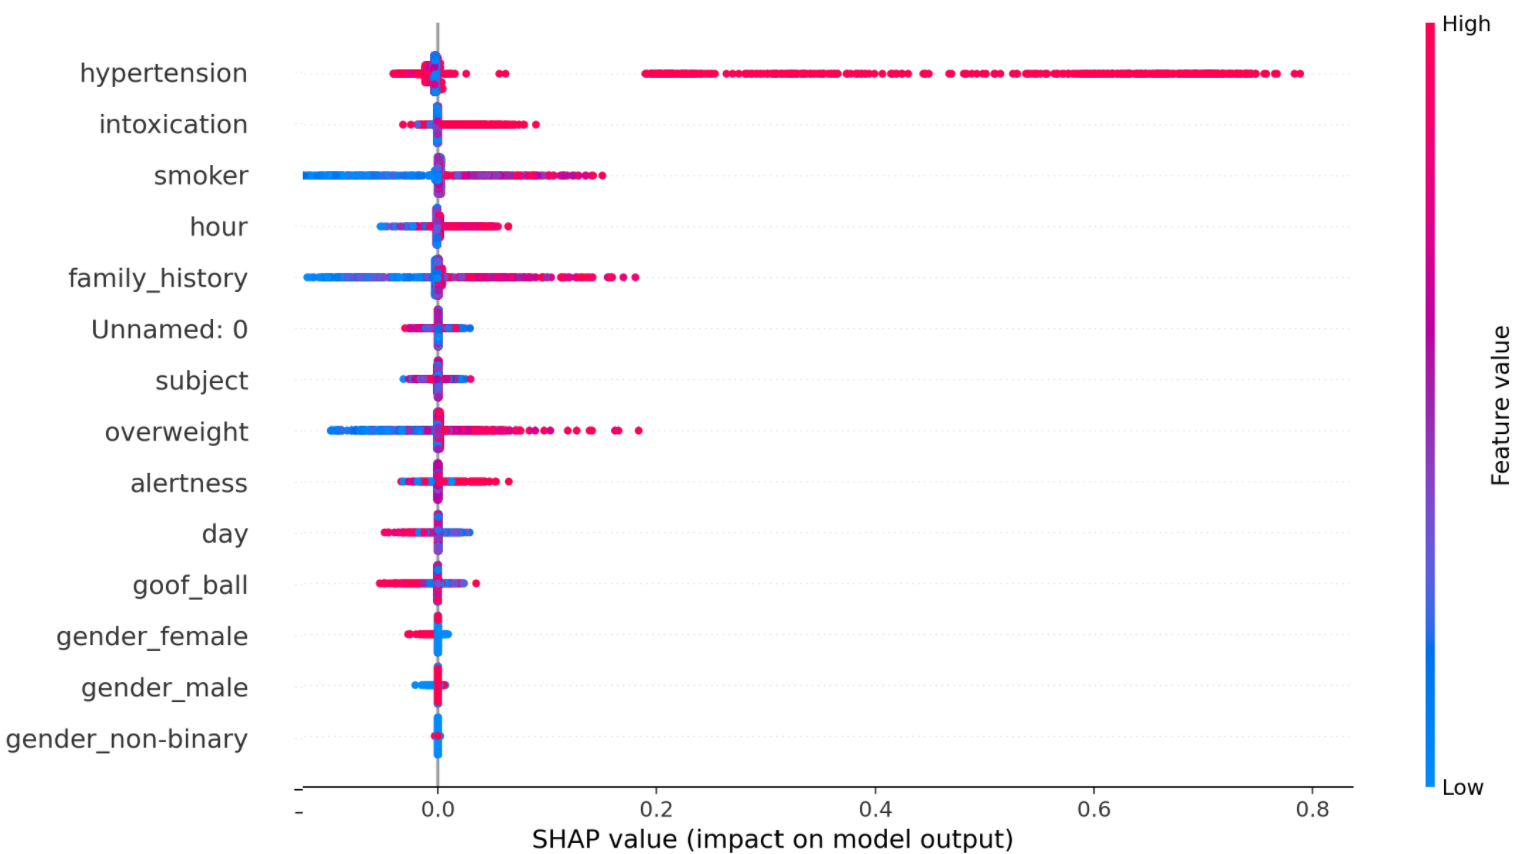 High
hypertension
intoxication
smoker
hour
family_history
Unnamed: 0
subject
overweight
alertness
day
goof_ball
gender_female
gender_male
gender_non-binary
Feature value
Low
0.0 0.2 0.4 0.6 0.8
SHAP value (impact on model output)